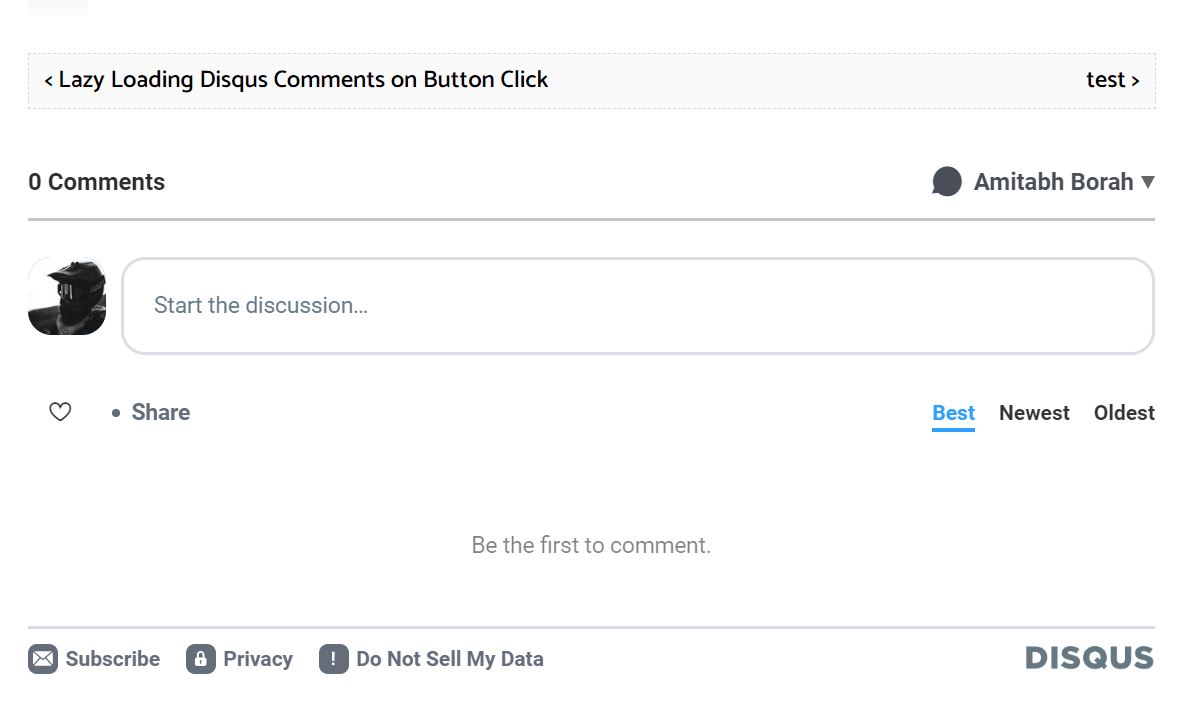 < Lazy Loading Disqus Comments on Button Click
test >
0 Comments
Amitabh Borah
Start the discussion…
Share
Best Newest Oldest
Be the first to comment.
Subscribe Privacy ! Do Not Sell My Data
DISQUS